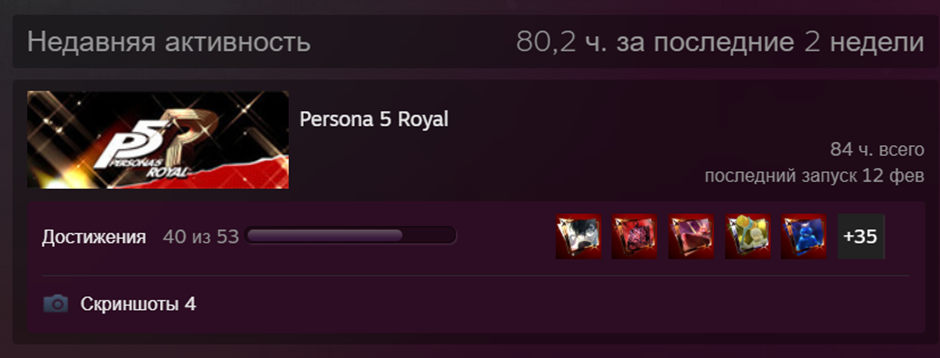 Недавняя активность
80,2 ч. за последние 2 недели
P5R
PERSONA5
ROYAL
Persona 5 Royal
84 ч. всего
последний запуск 12 фев
Достижения 40 из 53
+35
Скриншоты 4